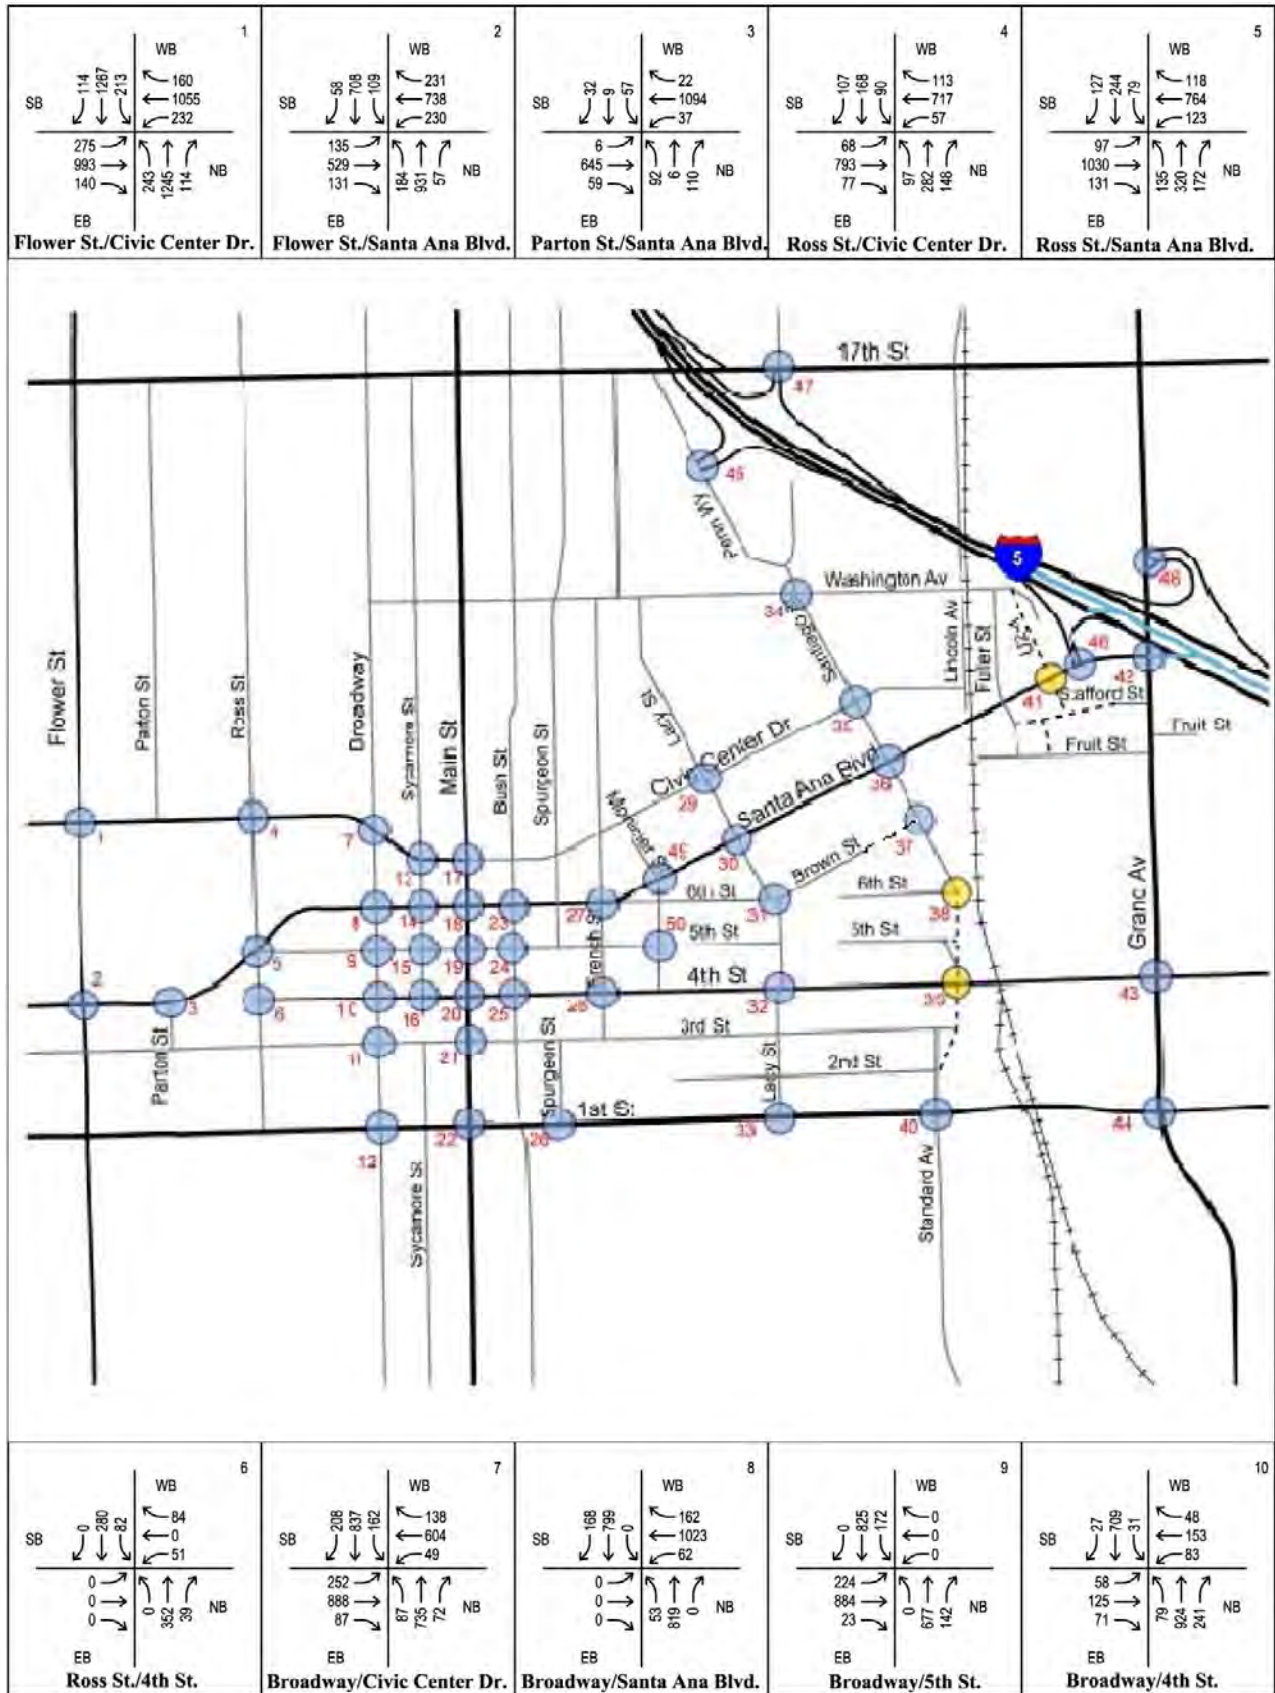 1
WB
SB
114 1267 213
160
1055
232
275
993
140
243 1245 114
NB
EB
Flower St./Civic Center Dr.
2
WB
SB
58 708 109
231
738
230
135
529
131
184 931 57
NB
EB
Flower St./Santa Ana Blvd.
3
WB
SB
32 9 57
22
1094
37
6
645
59
92 6 110
NB
EB
Parton St./Santa Ana Blvd.
4
WB
SB
107 168 90
113
717
57
68
793
77
97 282 148
NB
EB
Ross St./Civic Center Dr.
5
WB
SB
127 244 79
118
764
123
97
1030
131
135 320 172
NB
EB
Ross St./Santa Ana Blvd.
17th St
47
45
Penn Wy
5
Washington Av
48
34
Santiago
Lincoln Av
Fuller St
46
42
41
Stafford St
Fruit St
Fruit St
Flower St
Parton St
Ross St
Broadway
Sycamore St
Main St
Bush St
Spurgeon St
Lacy St
Civic Center Dr
35
Santa Ana Blvd
36
29
1
4
7
12
17
49
30
37
Brown St
8
14
18
23
27
6th St
31
6th St
38
French St
50
5th St
5th St
5
9
15
19
24
4th St
Grand Av
2
3
6
10
16
20
25
28
32
39
43
11
21
3rd St
Parton St
Spurgeon St
Lacy St
2nd St
1st St
22
26
33
40
44
Sycamore St
Standard Av
6
WB
SB
0 280 82
84
0
51
0
0
0
0 352 39
NB
EB
Ross St./4th St.
7
WB
SB
208 837 162
138
604
49
252
888
87
87 735 72
NB
EB
Broadway/Civic Center Dr.
8
WB
SB
168 799 0
162
1023
62
0
0
0
53 819 0
NB
EB
Broadway/Santa Ana Blvd.
9
WB
SB
0 825 172
0
0
0
224
884
23
0 677 142
NB
EB
Broadway/5th St.
10
WB
SB
27 709 31
48
153
83
58
125
71
79 924 241
NB
EB
Broadway/4th St.